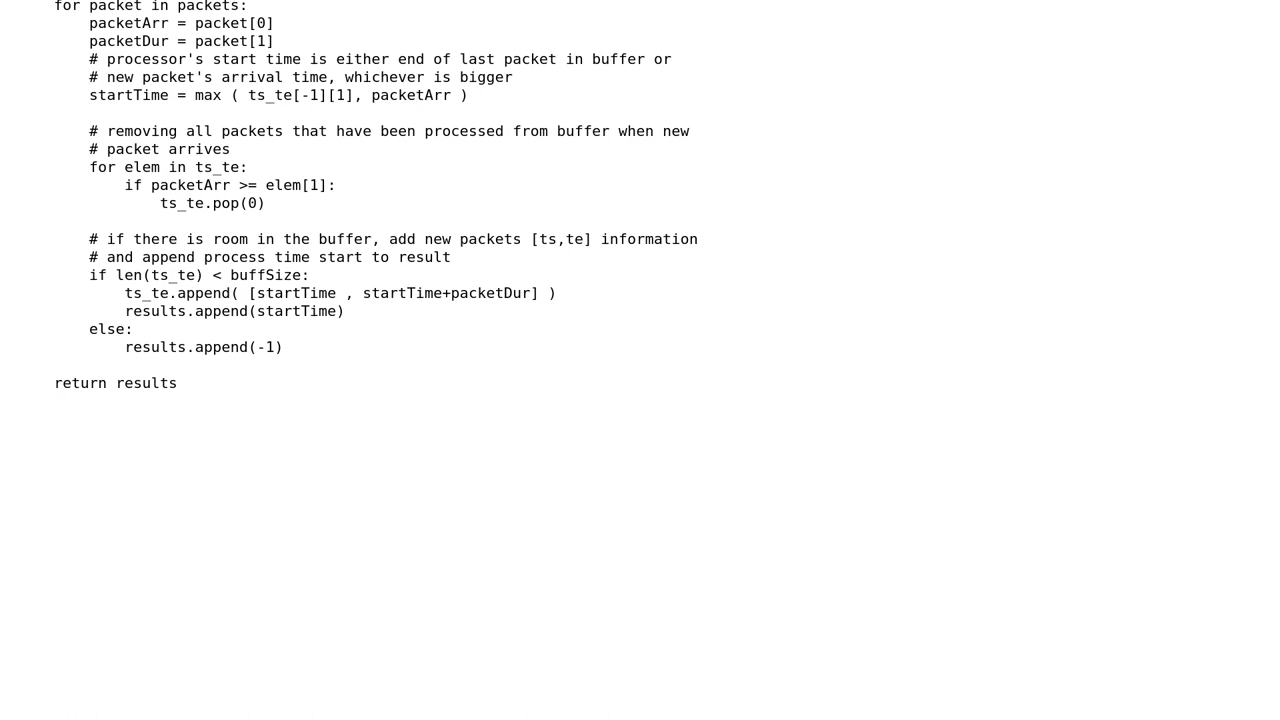 for packet in packets:
    packetArr = packet[0]
    packetDur = packet[1]
    # processor's start time is either end of last packet in buffer or
    # new packet's arrival time, whichever is bigger
    startTime = max ( ts_te[-1][1], packetArr )

    # removing all packets that have been processed from buffer when new
    # packet arrives
    for elem in ts_te:
        if packetArr >= elem[1]:
            ts_te.pop(0)

    # if there is room in the buffer, add new packets [ts,te] information
    # and append process time start to result
    if len(ts_te) < buffSize:
        ts_te.append( [startTime , startTime+packetDur] )
        results.append(startTime)
    else:
        results.append(-1)

return results